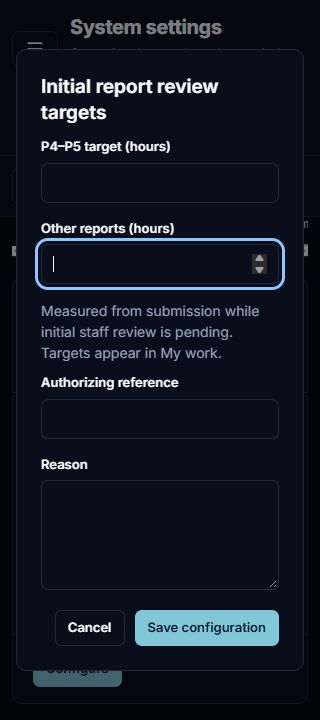 System settings
Initial report review
targets
P4–P5 target (hours)
Other reports (hours)
Measured from submission while
initial staff review is pending.
Targets appear in My work.
Authorizing reference
Reason
Cancel
Save configuration
Configure